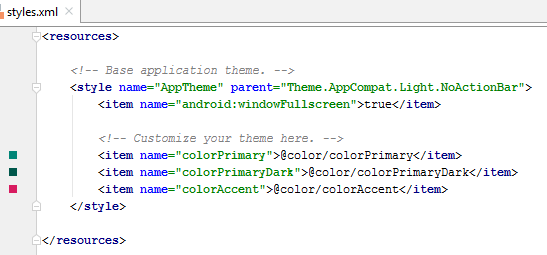 styles.xml
<resources>
<!-- Base application theme. -->
<style name="AppTheme" parent="Theme.AppCompat.Light.NoActionBar">
<item name="android:windowFullscreen">true</item>
<!-- Customize your theme here. -->
<item name="colorPrimary">@color/colorPrimary</item>
<item name="colorPrimaryDark">@color/colorPrimaryDark</item>
<item name="colorAccent">@color/colorAccent</item>
</style>
</resources>